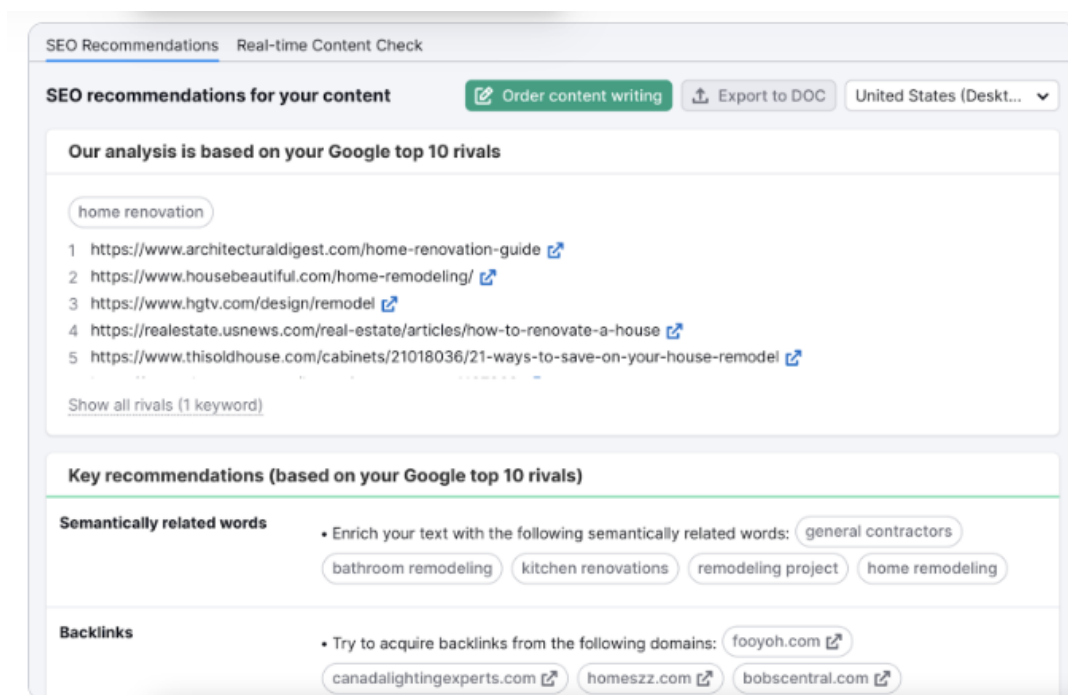 SEO Recommendations Real-time Content Check
SEO recommendations for your content Order content writing Export to DOC United States (Deskt...
Our analysis is based on your Google top 10 rivals
home renovation
1 https://www.architecturaldigest.com/home-renovation-guide
2 https://www.housebeautiful.com/home-remodeling/
3 https://www.hgtv.com/design/remodel
4 https://realestate.usnews.com/real-estate/articles/how-to-renovate-a-house
5 https://www.thisoldhouse.com/cabinets/21018036/21-ways-to-save-on-your-house-remodel
Show all rivals (1 keyword)
Key recommendations (based on your Google top 10 rivals)
Semantically related words • Enrich your text with the following semantically related words: general contractors
bathroom remodeling kitchen renovations remodeling project home remodeling
Backlinks • Try to acquire backlinks from the following domains: fooyoh.com
canadalightingexperts.com homeszz.com bobscentral.com